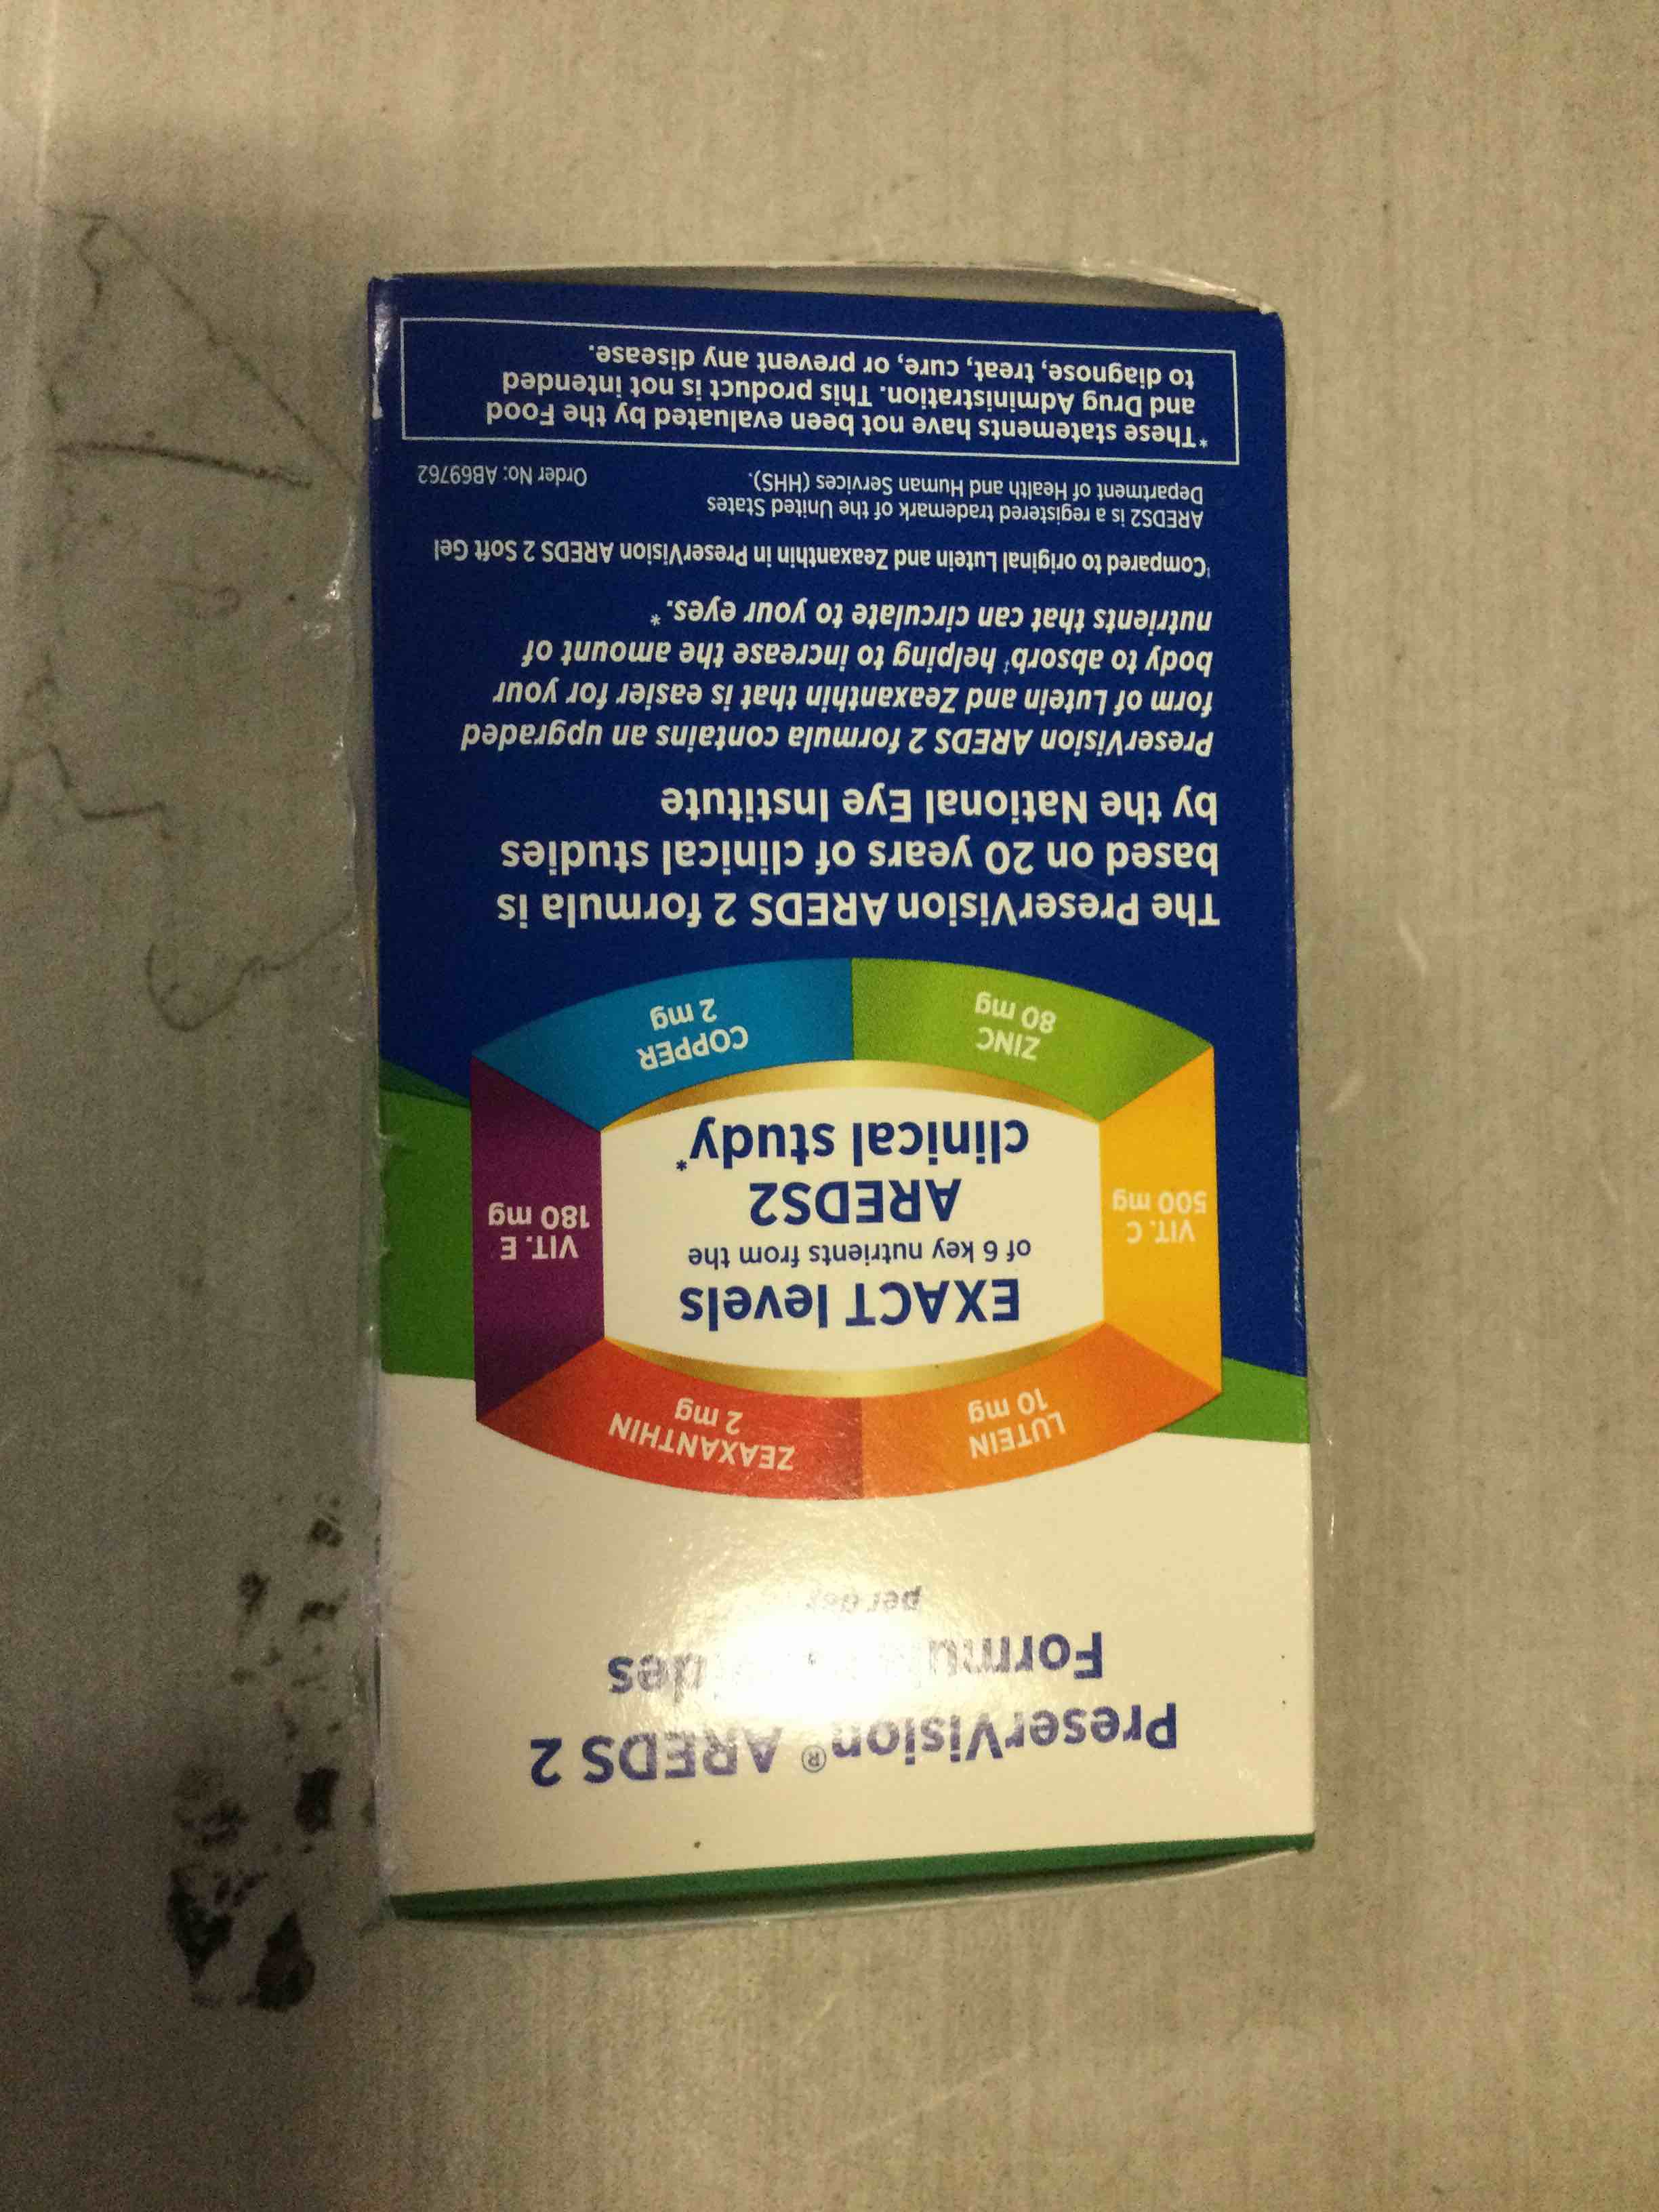 PreserVision® AREDS 2
per
EXACT levels
of 6 key nutrients from the
AREDS2
clinical study*
LUTEIN
10 mg
ZEAXANTHIN
2 mg
VIT. C
500 mg
VIT. E
180 mg
ZINC
80 mg
COPPER
2 mg
The PreserVision AREDS 2 formula is
based on 20 years of clinical studies
by the National Eye Institute
PreserVision AREDS 2 formula contains an upgraded
form of Lutein and Zeaxanthin that is easier for your
body to absorb,† helping to increase the amount of
nutrients that can circulate to your eyes.*
†Compared to original Lutein and Zeaxanthin in PreserVision AREDS 2 Soft Gel
AREDS2 is a registered trademark of the United States
Department of Health and Human Services (HHS).
Order No: AB69762
*These statements have not been evaluated by the Food
and Drug Administration. This product is not intended
to diagnose, treat, cure, or prevent any disease.